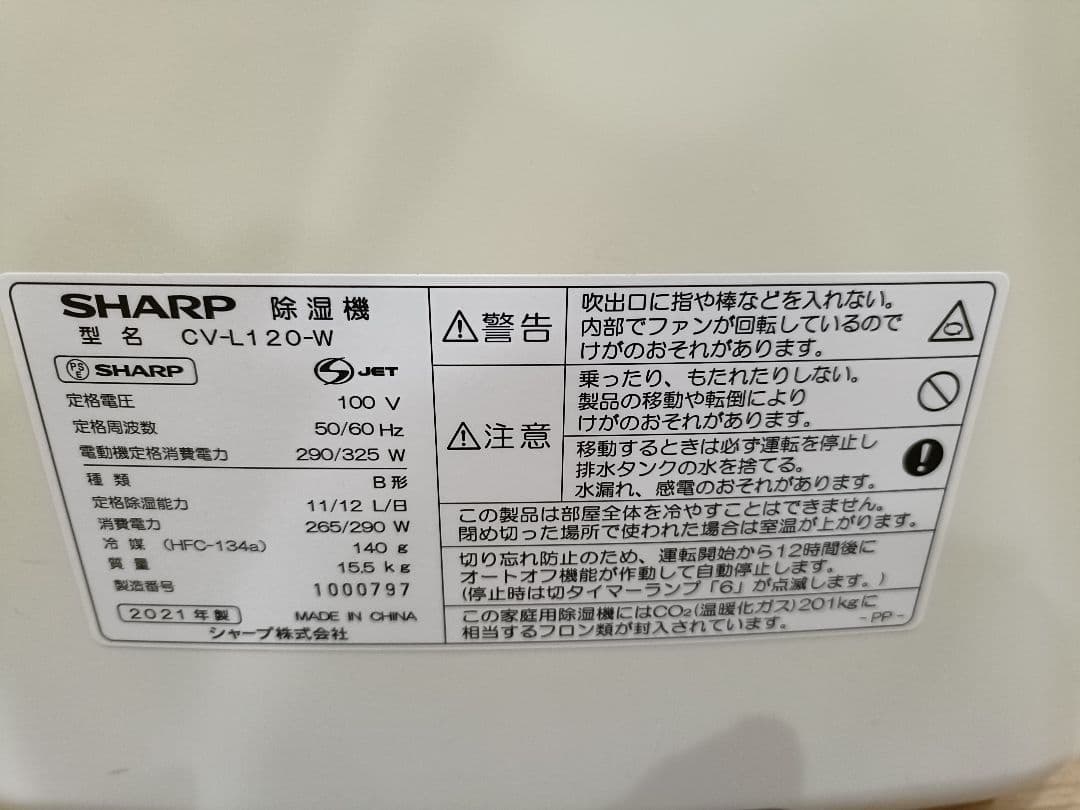 SHARP 除湿機
型名 CV-L120-W
PSE SHARP
S JET
定格電圧 100 V
定格周波数 50/60 Hz
電動機定格消費電力 290/325 W
種類 B形
定格除湿能力 11/12 L/日
消費電力 265/290 W
冷媒 (HFC-134a) 140 g
質量 15.5 kg
製造番号 1000797
2021年製 MADE IN CHINA
シャープ株式会社
⚠警告
吹出口に指や棒などを入れない。
内部でファンが回転しているので
けがのおそれがあります。
⚠注意
乗ったり、もたれたりしない。
製品の移動や転倒により
けがのおそれがあります。
移動するときは必ず運転を停止し
排水タンクの水を捨てる。
水漏れ、感電のおそれがあります。
この製品は部屋全体を冷やすことはできません。
閉め切った場所で使われた場合は室温が上がります。
切り忘れ防止のため、運転開始から12時間後に
オートオフ機能が作動して自動停止します。
(停止時は切タイマーランプ「6」が点滅します。)
この家庭用除湿機にはCO₂(温暖化ガス)201kgに
相当するフロン類が封入されています。
-PP-